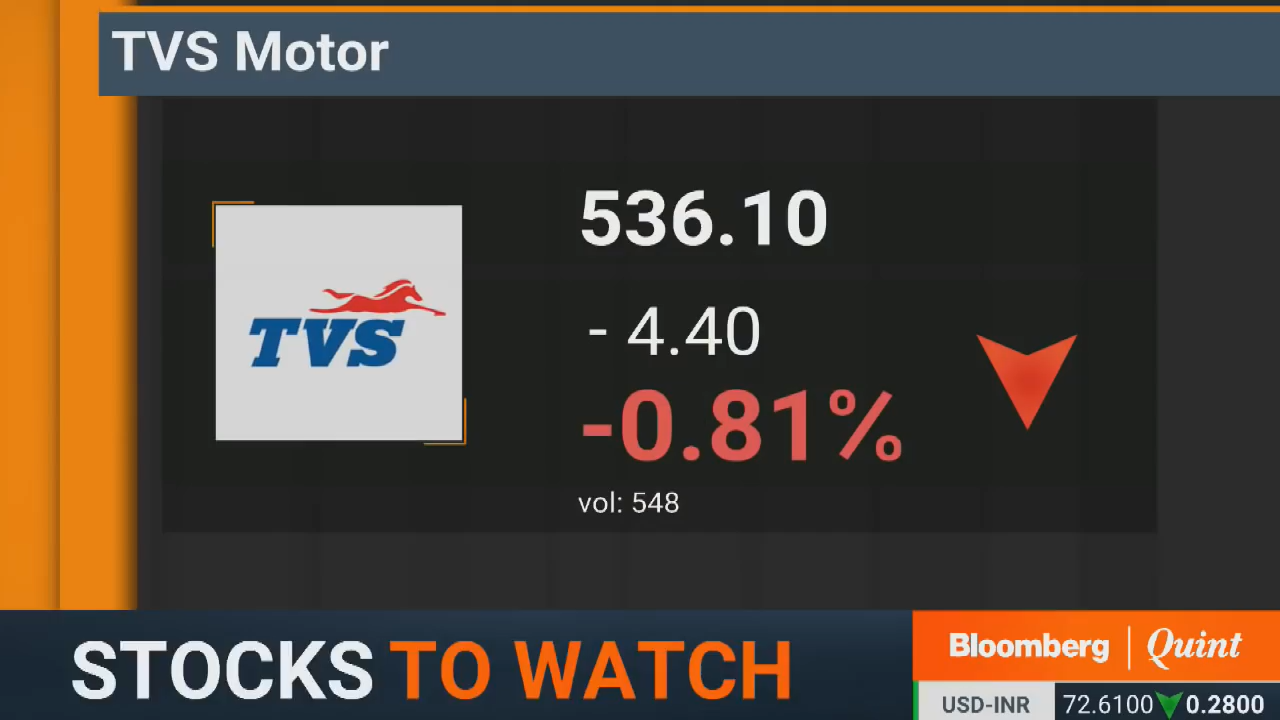 TVS Motor
TVS
536.10
- 4.40
-0.81%
vol: 548
STOCKS TO WATCH
Bloomberg | Quint
USD-INR 72.6100 0.2800